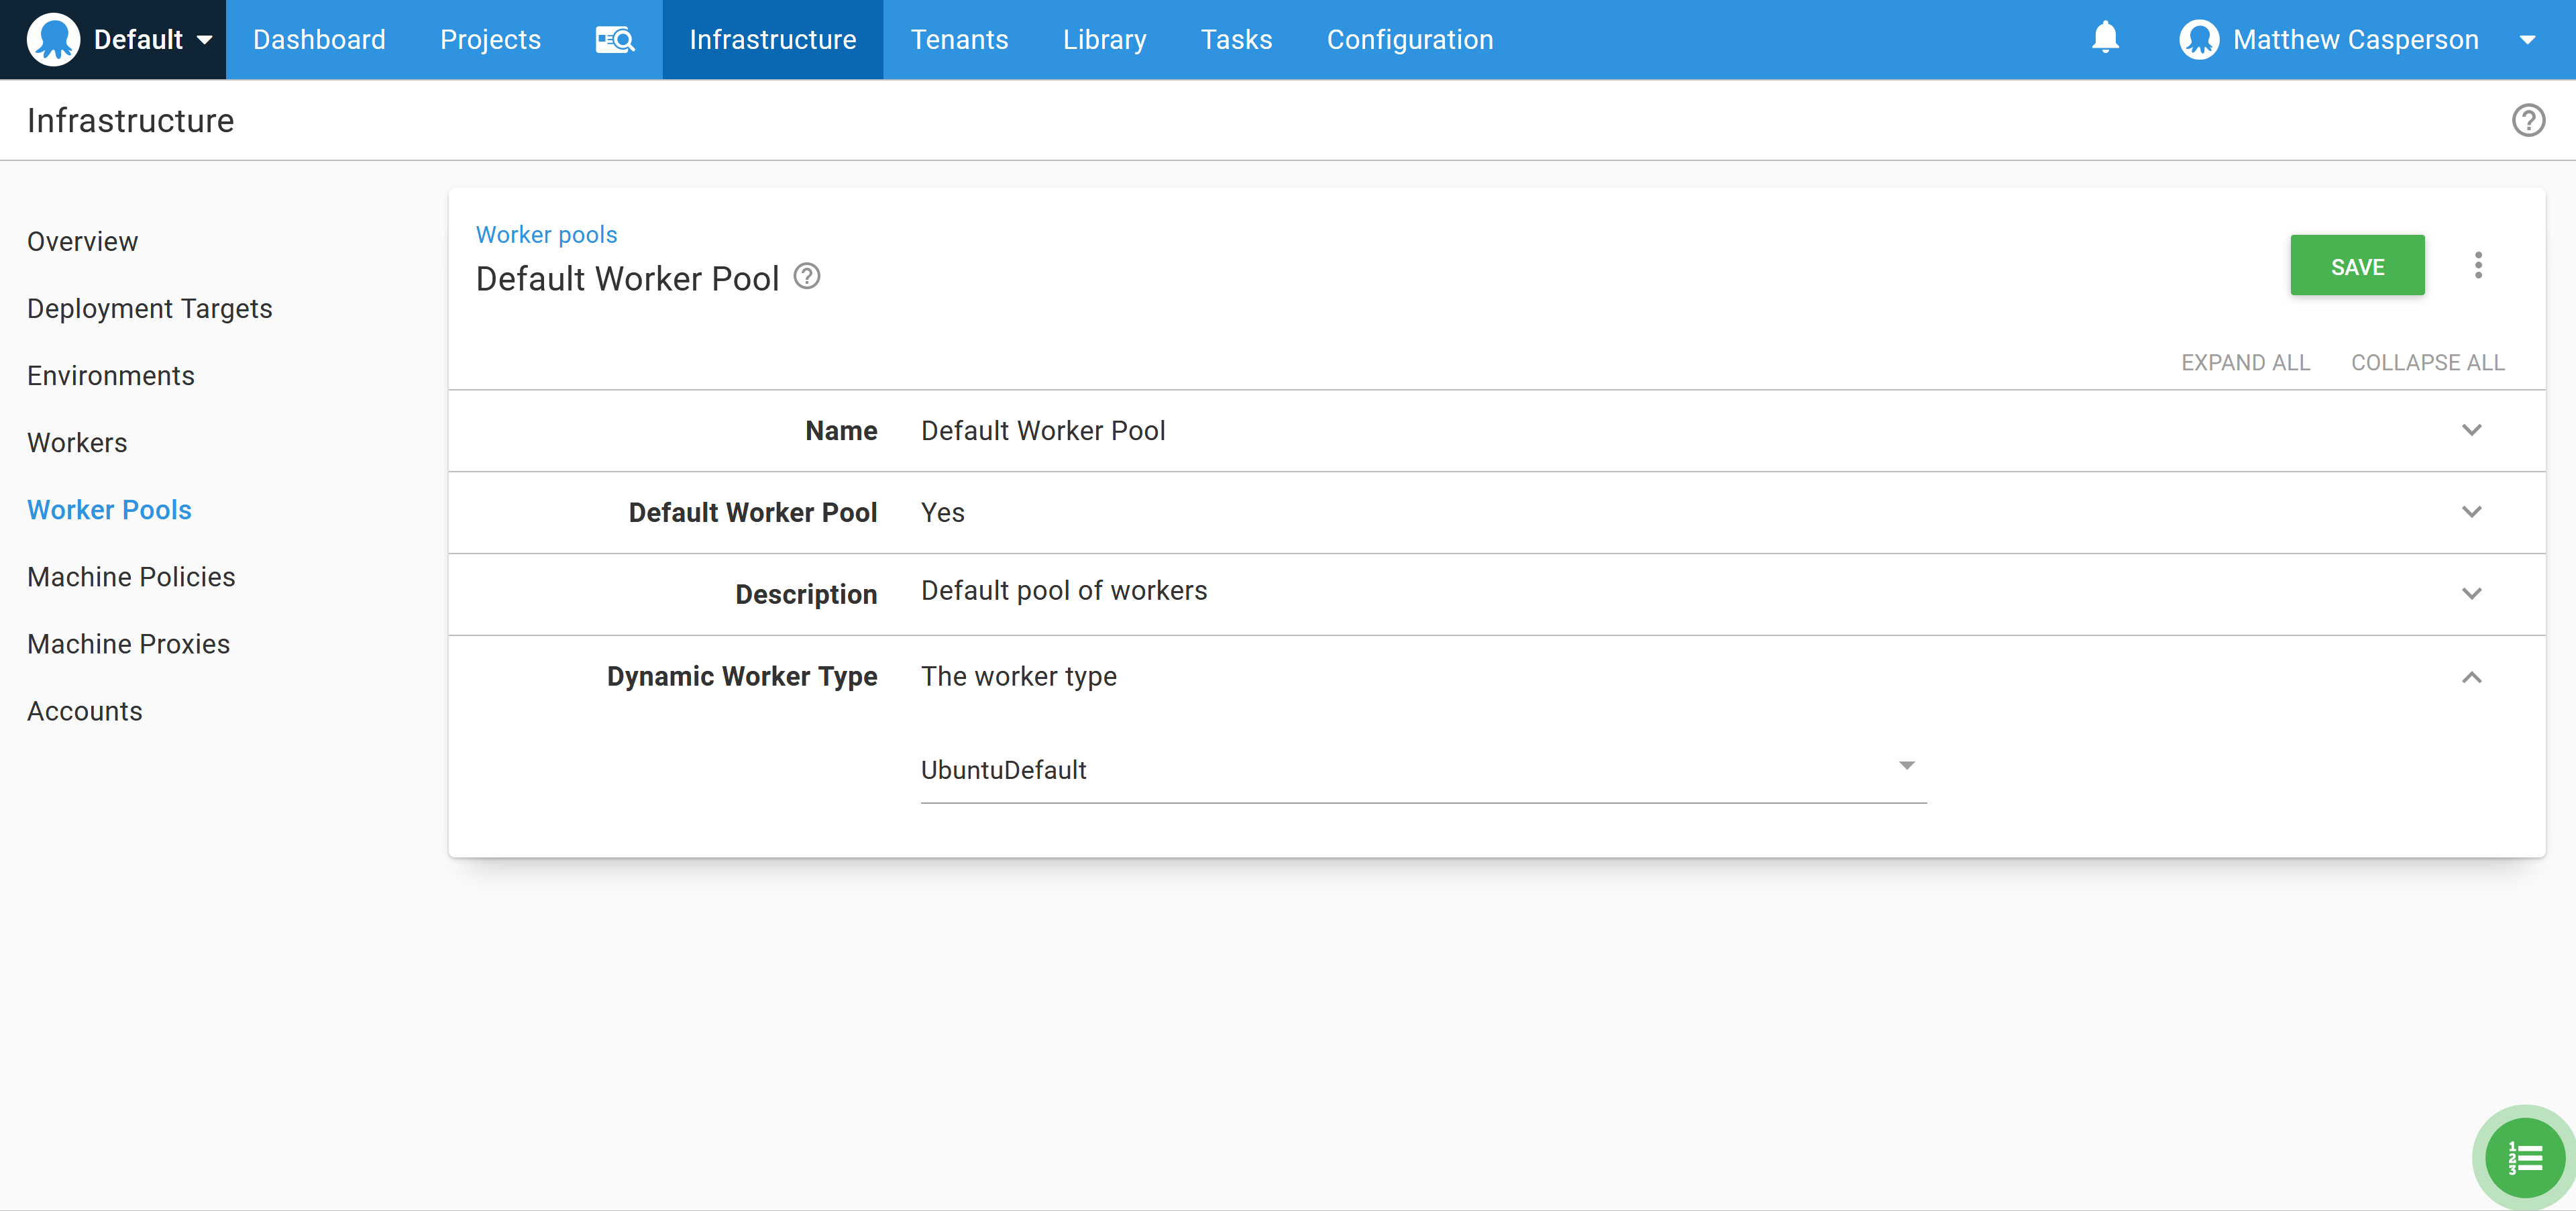 Default
Dashboard
Projects
Infrastructure
Tenants
Library
Tasks
Configuration
Matthew Casperson
Infrastructure
Overview
Deployment Targets
Environments
Workers
Worker Pools
Machine Policies
Machine Proxies
Accounts
Worker pools
Default Worker Pool
SAVE
EXPAND ALL
COLLAPSE ALL
Name Default Worker Pool
Default Worker Pool Yes
Description Default pool of workers
Dynamic Worker Type The worker type
UbuntuDefault